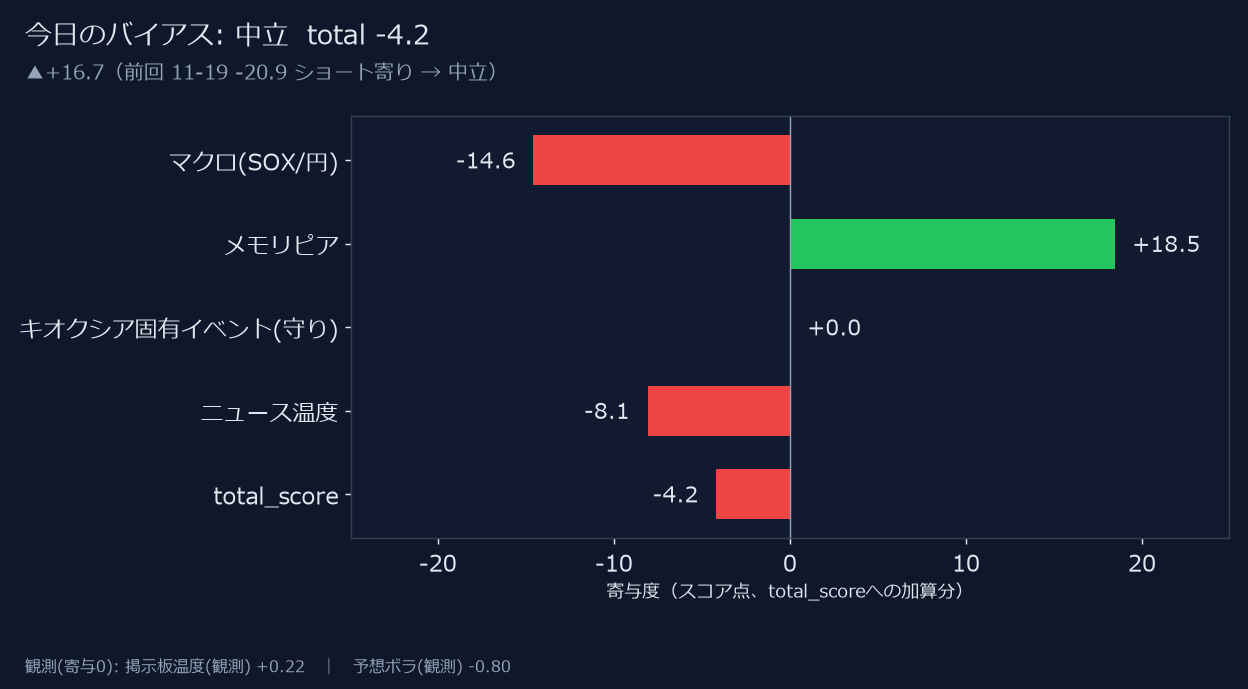 今日のバイアス: 中立 total -4.2
▲+16.7（前回 11-19 -20.9 ショート寄り → 中立）
マクロ(SOX/円)
-14.6
メモリピア
+18.5
キオクシア固有イベント(守り)
+0.0
ニュース温度
-8.1
total_score
-4.2
-20 -10 0 10 20
寄与度（スコア点、total_scoreへの加算分）
観測(寄与0): 掲示板温度(観測) +0.22 ｜ 予想ボラ(観測) -0.80